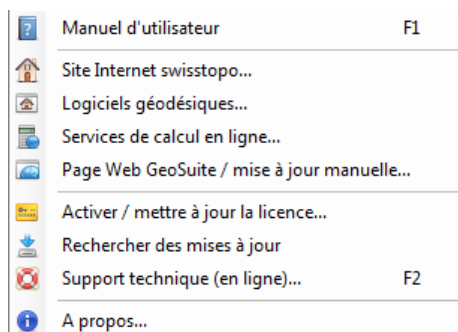 Manuel d'utilisateur F1
Site Internet swisstopo...
Logiciels géodésiques...
Services de calcul en ligne...
Page Web GeoSuite / mise à jour manuelle...
Activer / mettre à jour la licence...
Rechercher des mises à jour
Support technique (en ligne)... F2
A propos...